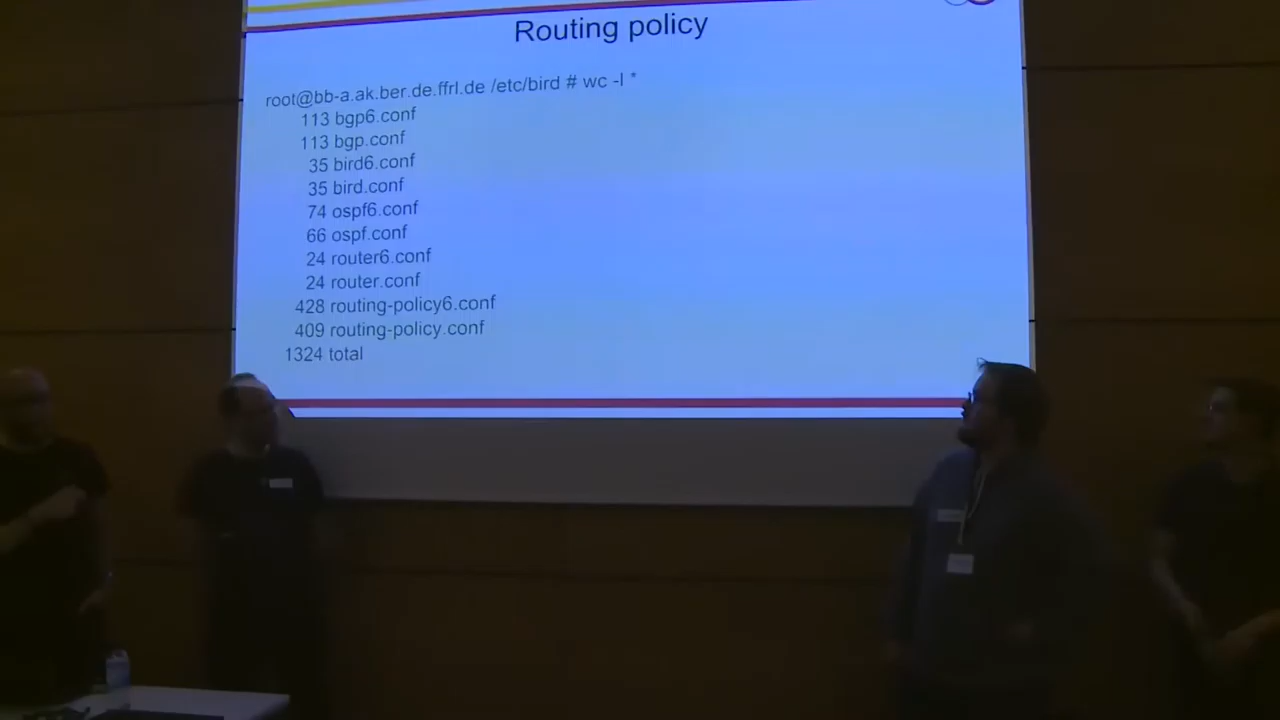 Routing policy
root@bb-a.ak.ber.de.ffrl.de /etc/bird # wc -l *
113 bgp6.conf
113 bgp.conf
35 bird6.conf
35 bird.conf
74 ospf6.conf
66 ospf.conf
24 router6.conf
24 router.conf
428 routing-policy6.conf
409 routing-policy.conf
1324 total